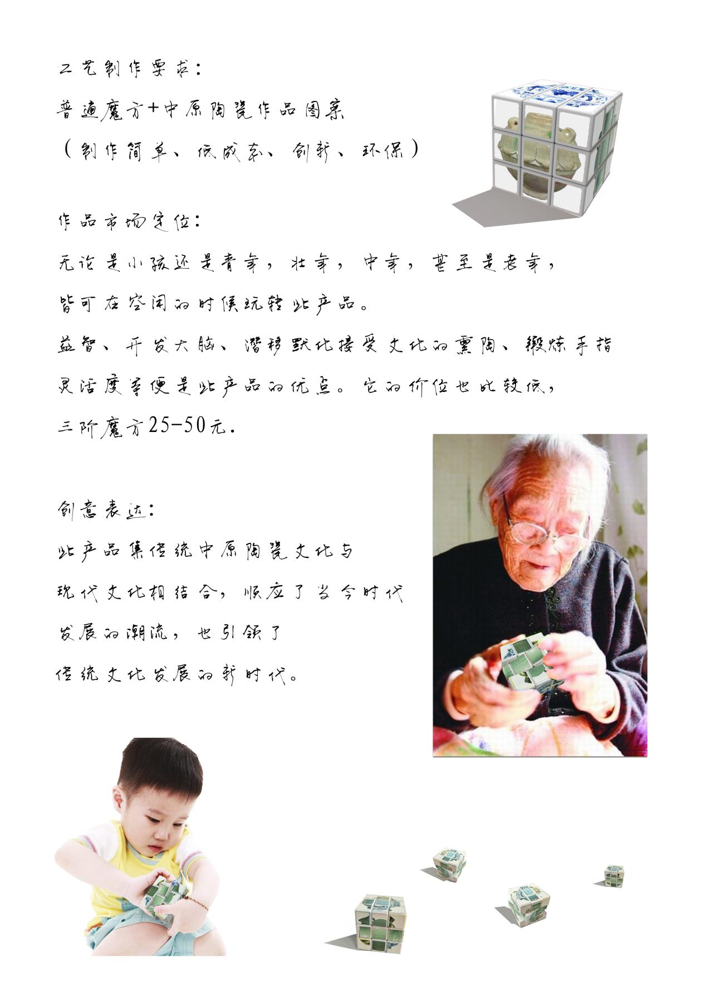 工艺制作要求：
普通魔方+中原陶瓷作品图案
（制作简单、低成本、创新、环保）
作品市场定位：
无论是小孩还是青年，壮年，中年，甚至是老年，
皆可在空闲的时候玩转此产品。
益智、开发大脑、潜移默化接受文化的熏陶、锻炼手指
灵活度等便是此产品的优点。它的价位也比较低，
三阶魔方25-50元.
创意表达：
此产品集传统中原陶瓷文化与
现代文化相结合，顺应了当今时代
发展的潮流，也引领了
传统文化发展的新时代。